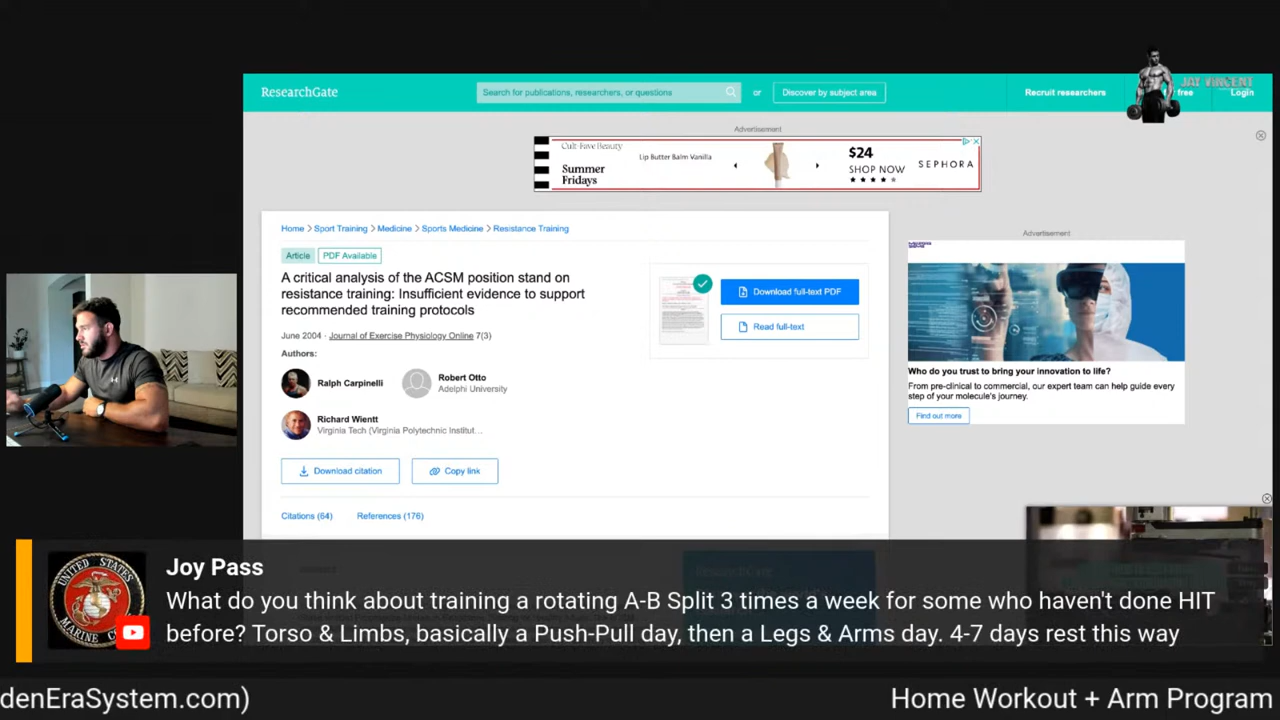 JAY VINCENT
ResearchGate
Search for publications, researchers, or questions
or
Discover by subject area
Recruit researchers
free
Login
Advertisement
Cult-Fave Beauty
Summer
Fridays
Lip Butter Balm Vanilla
$24
SHOP NOW
SEPHORA
Home > Sport Training > Medicine > Sports Medicine > Resistance Training
Article
PDF Available
A critical analysis of the ACSM position stand on
resistance training: Insufficient evidence to support
recommended training protocols
June 2004 · Journal of Exercise Physiology Online 7(3)
Authors:
Ralph Carpinelli
Robert Otto
Adelphi University
Richard Wientt
Virginia Tech (Virginia Polytechnic Institut...
Download citation
Copy link
Citations (64)
References (176)
Download full-text PDF
Read full-text
Advertisement
Who do you trust to bring your innovation to life?
From pre-clinical to commercial, our expert team can help guide every
step of your molecule's journey.
Find out more
UNITED STATES
MARINE CO
Joy Pass
What do you think about training a rotating A-B Split 3 times a week for some who haven't done HIT
before? Torso & Limbs, basically a Push-Pull day, then a Legs & Arms day. 4-7 days rest this way
denEraSystem.com)
Home Workout + Arm Program